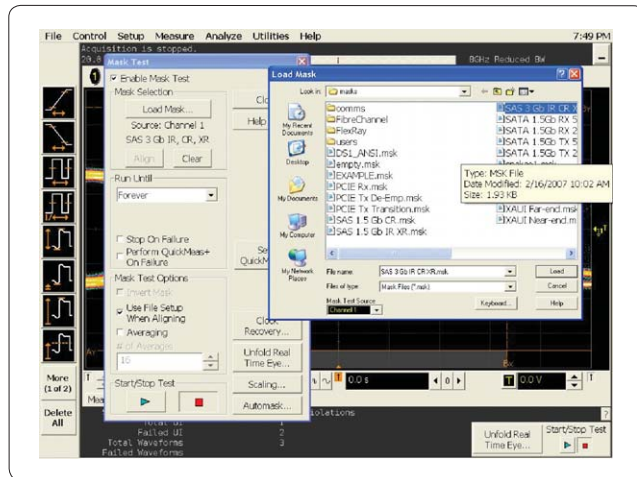 File Control Setup Measure Analyze Utilities Help 7:49 PM
Acquisition is stopped.
8GHz Reduced BW
Mask Test
Enable Mask Test
Mask Selection
Load Mask...
Source: Channel 1
SAS 3 Gb IR, CR, XR
Align Clear
Run Until
Forever
Stop On Failure
Perform QuickMeas+
On Failure
Mask Test Options
Invert Mask
Use File Setup
When Aligning
Averaging
# of Averages
16
Start/Stop Test
Help
Clock
Recovery...
Unfold Real
Time Eye...
Scaling...
Automask...
Load Mask
Look in: masks
My Recent
Documents
Desktop
My Documents
My Computer
My Network
Places
comms
FibreChannel
FlexRay
users
DS1_ANSI.msk
empty.msk
EXAMPLE.msk
PCIE Rx.msk
PCIE Tx De-Emp.msk
PCIE Tx Transition.msk
SAS 1.5 Gb CR.msk
SAS 1.5 Gb IR XR.msk
SAS 3 Gb IR CR X
SATA 1.5Gb RX 5
SATA 1.5Gb RX 2
SATA 1.5Gb TX 5
SATA 1.5Gb TX 2
Type: MSK File
Date Modified: 2/16/2007 10:02 AM
Size: 1.93 KB
XAUI Far-end.m
XAUI Near-end.m
File name: SAS 3 Gb IR CR XR.msk Load
Files of type: Mask Files (*.msk) Cancel
Mask Test Source
Channel 1
Keyboard... Help
More
(1 of 2)
Delete
All
0.0 s
0
T 0.0 V
Total UI
Failed UI 2
Total Waveforms 3
Failed Waveforms
Unfold Real
Time Eye...
Start/Stop Test